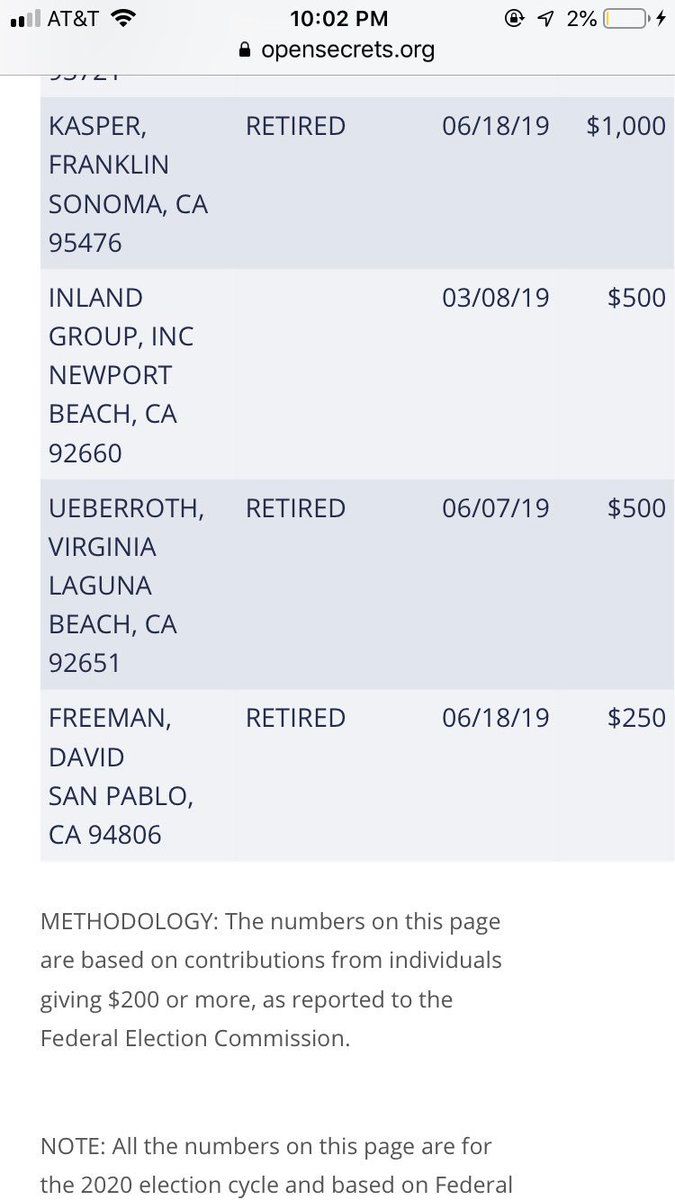 AT&T 10:02 PM 2%
opensecrets.org
KASPER, RETIRED 06/18/19 $1,000
FRANKLIN
SONOMA, CA
95476
INLAND 03/08/19 $500
GROUP, INC
NEWPORT
BEACH, CA
92660
UEBERROTH, RETIRED 06/07/19 $500
VIRGINIA
LAGUNA
BEACH, CA
92651
FREEMAN, RETIRED 06/18/19 $250
DAVID
SAN PABLO,
CA 94806
METHODOLOGY: The numbers on this page
are based on contributions from individuals
giving $200 or more, as reported to the
Federal Election Commission.
NOTE: All the numbers on this page are for
the 2020 election cycle and based on Federal